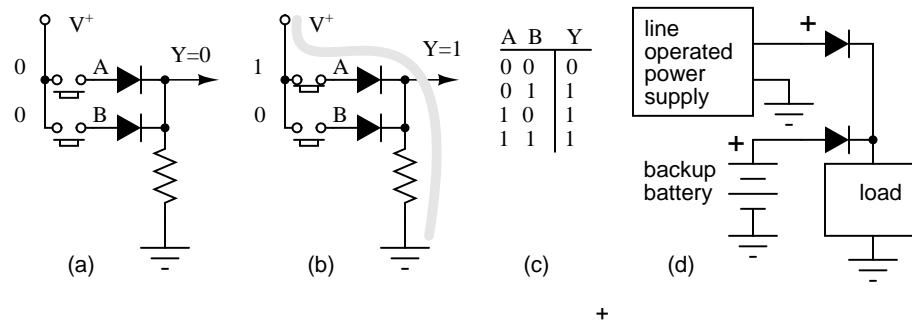 V+
0
A
Y=0
0
B
(a)
V+
1
A
Y=1
0
B
(b)
A B Y
0 0 0
0 1 1
1 0 1
1 1 1
(c)
line
operated
power
supply
+
+
backup
battery
load
(d)
+